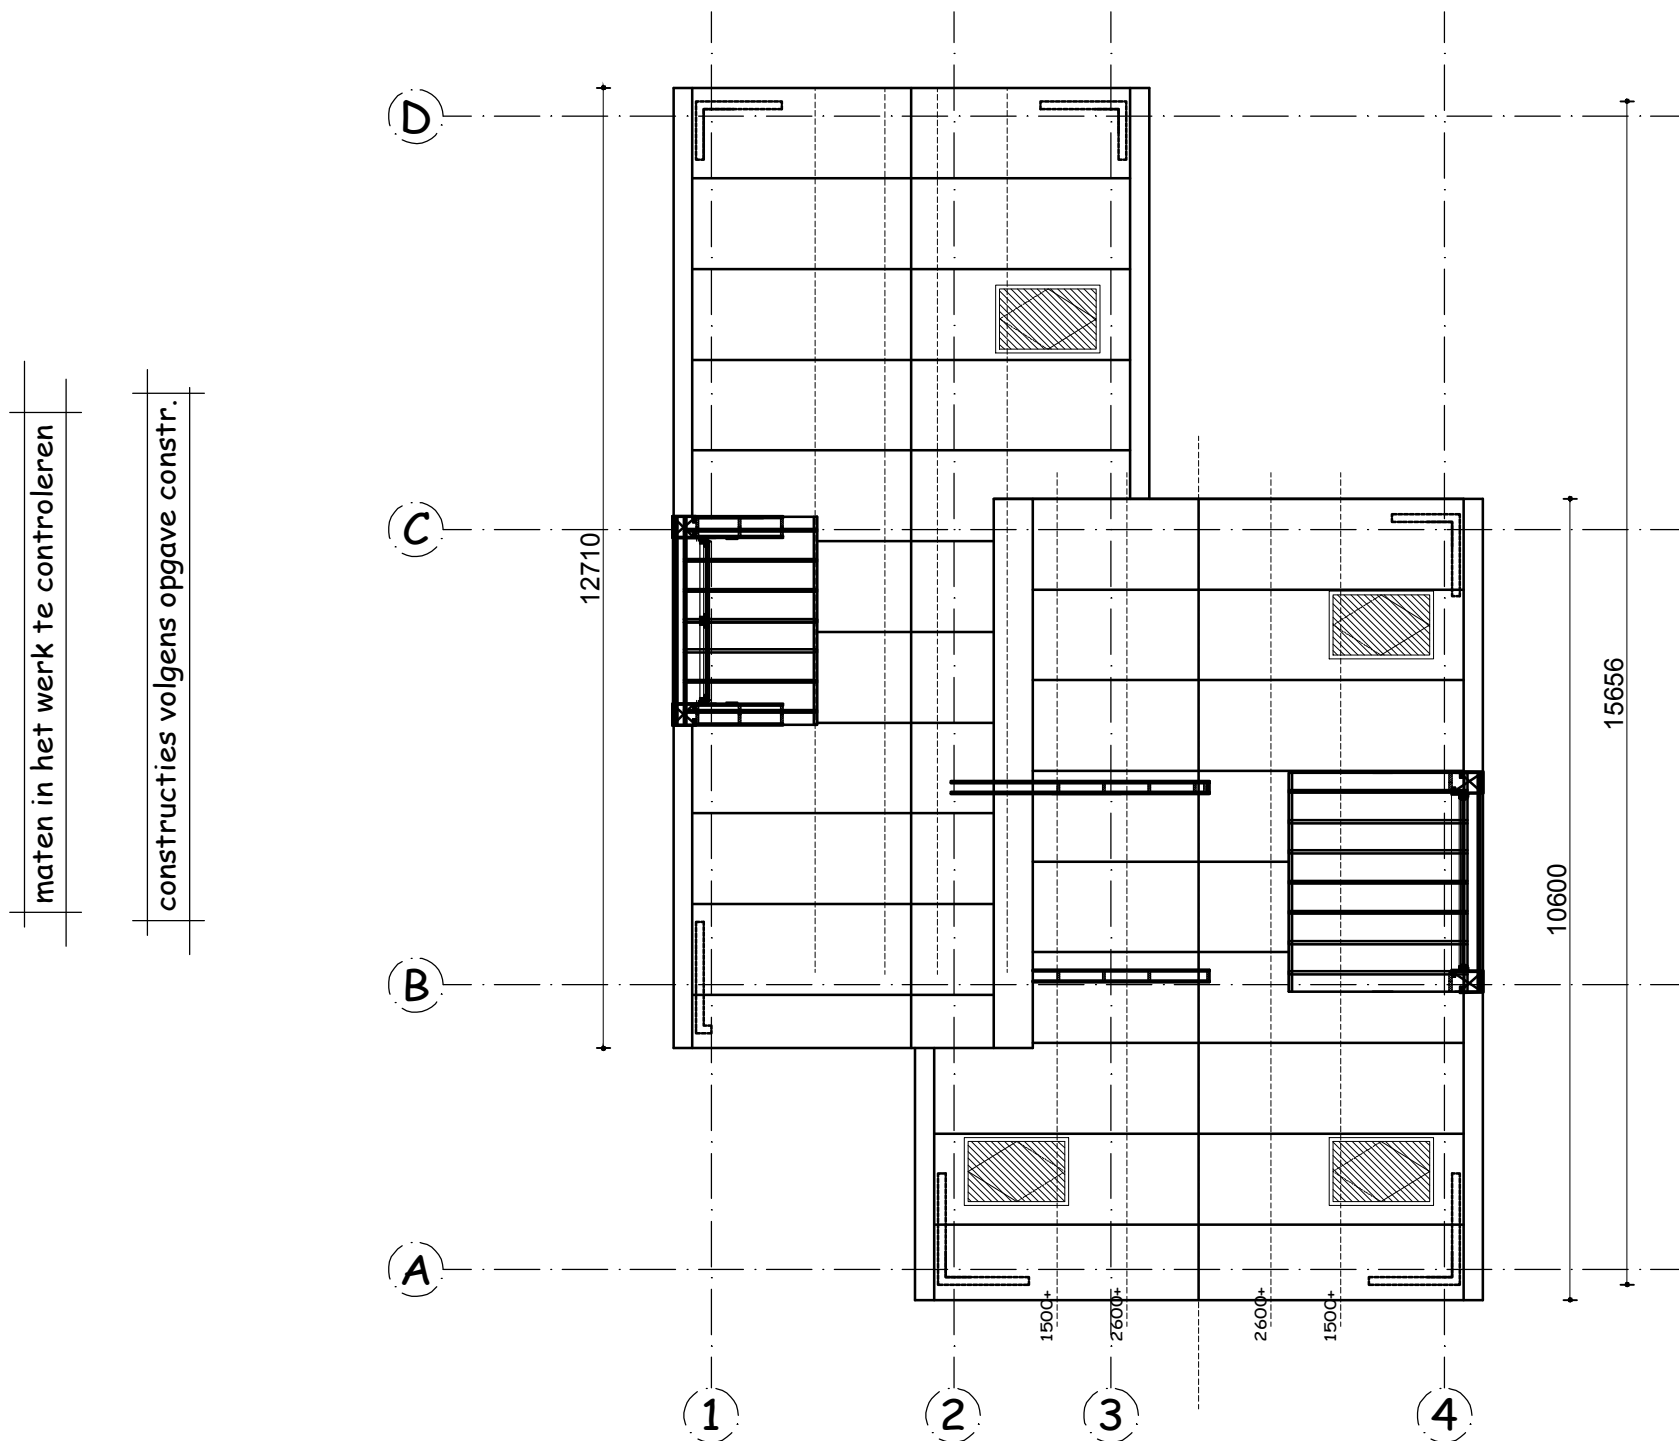 maten in het werk te controleren
constructies volgens opgave constr.
D
C
B
A
12710
15656
10600
1500+
2600+
2600+
1500+
1
2
3
4